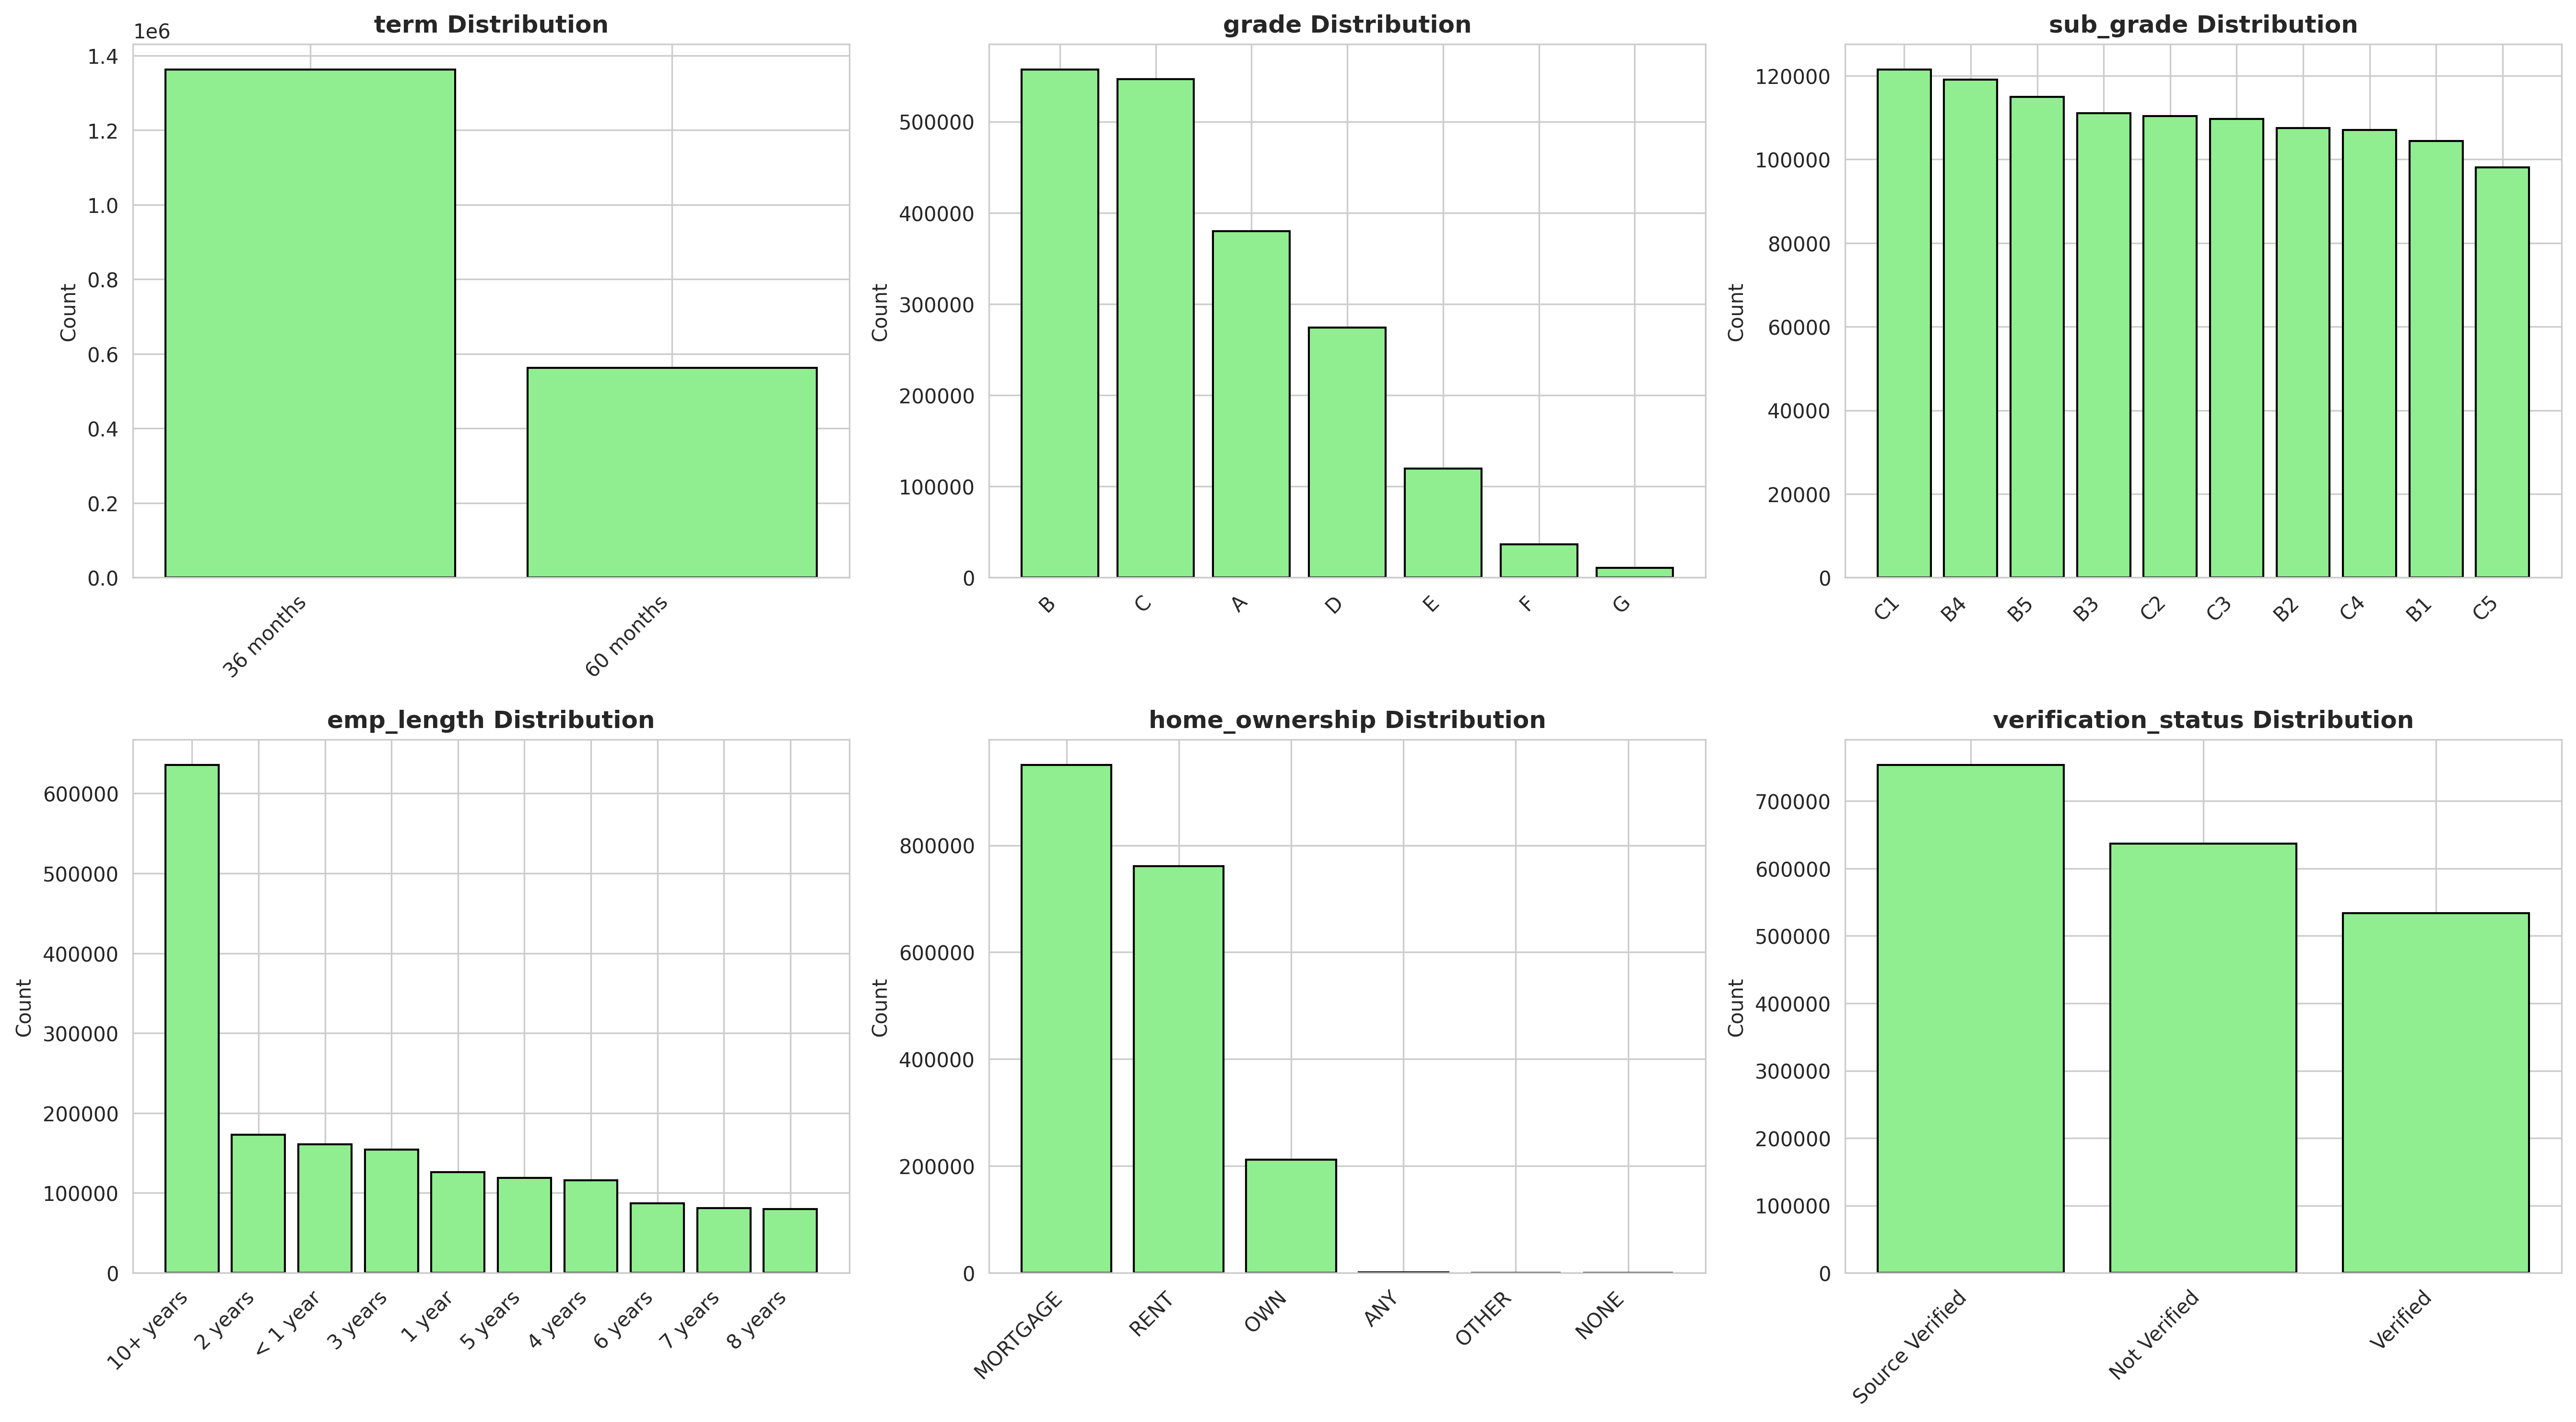 term Distribution
1e6
1.4
1.2
1.0
0.8
0.6
0.4
0.2
0.0
Count
36 months
60 months
grade Distribution
500000
400000
300000
200000
100000
0
Count
B
C
A
D
E
F
G
sub_grade Distribution
120000
100000
80000
60000
40000
20000
0
Count
C1
B4
B5
B3
C2
C3
B2
C4
B1
C5
emp_length Distribution
600000
500000
400000
300000
200000
100000
0
Count
10+ years
2 years
< 1 year
3 years
1 year
5 years
4 years
6 years
7 years
8 years
home_ownership Distribution
800000
600000
400000
200000
0
Count
MORTGAGE
RENT
OWN
ANY
OTHER
NONE
verification_status Distribution
700000
600000
500000
400000
300000
200000
100000
0
Count
Source Verified
Not Verified
Verified